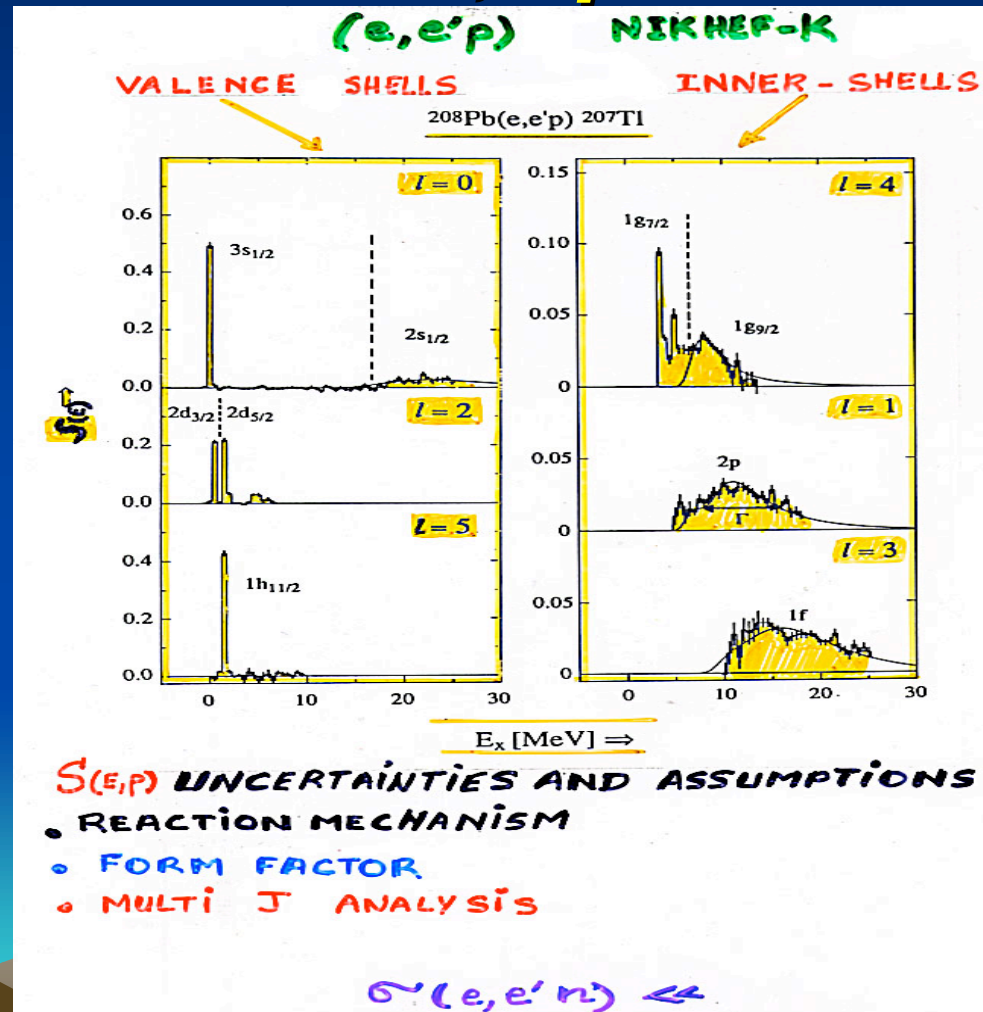 (e,e'p) NIKHEF-K
VALENCE SHELLS INNER-SHELLS
208Pb(e,e'p) 207Tl
l = 0
0.6
0.4
0.2
0.0
3s1/2
2s1/2
l = 2
2d3/2 2d5/2
0.2
0.0
l = 5
0.4
0.2
0.0
1h11/2
0 10 20 30
l = 4
0.15
0.10
0.05
0
1g7/2
1g9/2
l = 1
0.05
0
2p
Γ
l = 3
0.05
0
1f
0 10 20 30
S(E) →
Ex [MeV] ⇒
S(E,P) UNCERTAINTIES AND ASSUMPTIONS
• REACTION MECHANISM
• FORM FACTOR
• MULTI J ANALYSIS
σ(e,e'n) <<